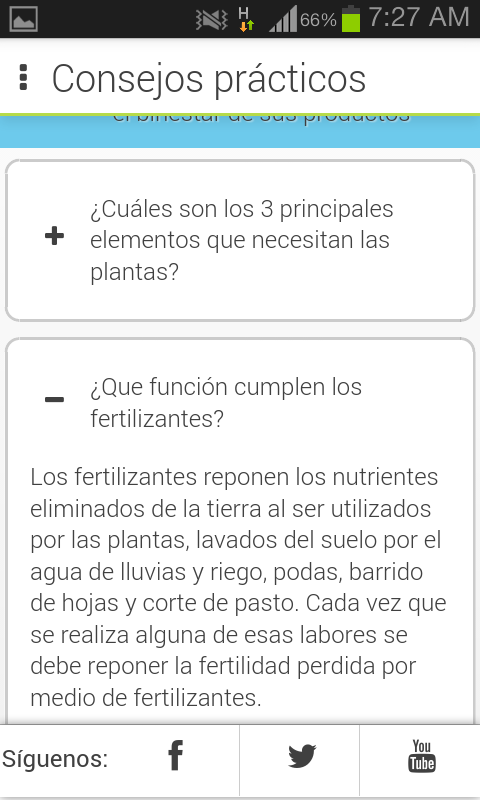 H 66% 7:27 AM
Consejos prácticos
el binestar de sus productos
¿Cuáles son los 3 principales
elementos que necesitan las
plantas?
¿Que función cumplen los
fertilizantes?
Los fertilizantes reponen los nutrientes
eliminados de la tierra al ser utilizados
por las plantas, lavados del suelo por el
agua de lluvias y riego, podas, barrido
de hojas y corte de pasto. Cada vez que
se realiza alguna de esas labores se
debe reponer la fertilidad perdida por
medio de fertilizantes.
Síguenos:
You
Tube